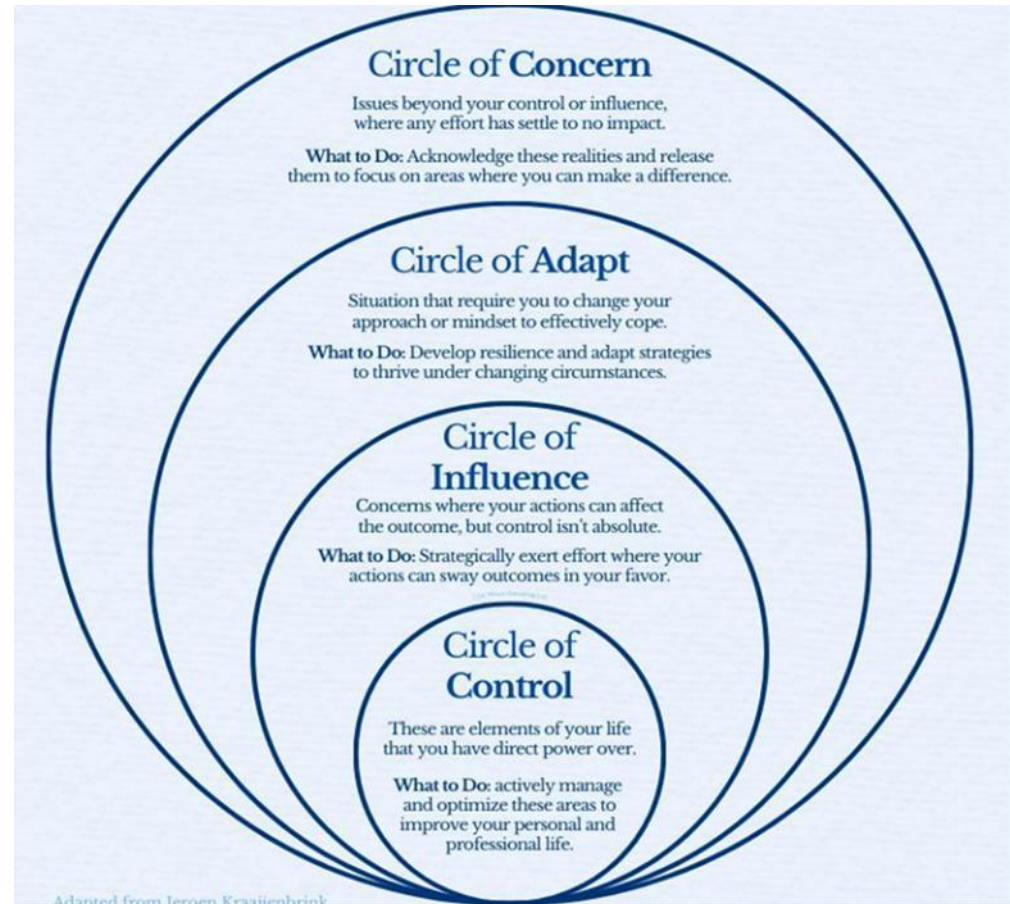 Circle of Concern
Issues beyond your control or influence,
where any effort has settle to no impact.
What to Do: Acknowledge these realities and release
them to focus on areas where you can make a difference.
Circle of Adapt
Situation that require you to change your
approach or mindset to effectively cope.
What to Do: Develop resilience and adapt strategies
to thrive under changing circumstances.
Circle of
Influence
Concerns where your actions can affect
the outcome, but control isn't absolute.
What to Do: Strategically exert effort where your
actions can sway outcomes in your favor.
Circle of
Control
These are elements of your life
that you have direct power over.
What to Do: actively manage
and optimize these areas to
improve your personal and
professional life.
Adapted from Jeroen Kraaijenbrink